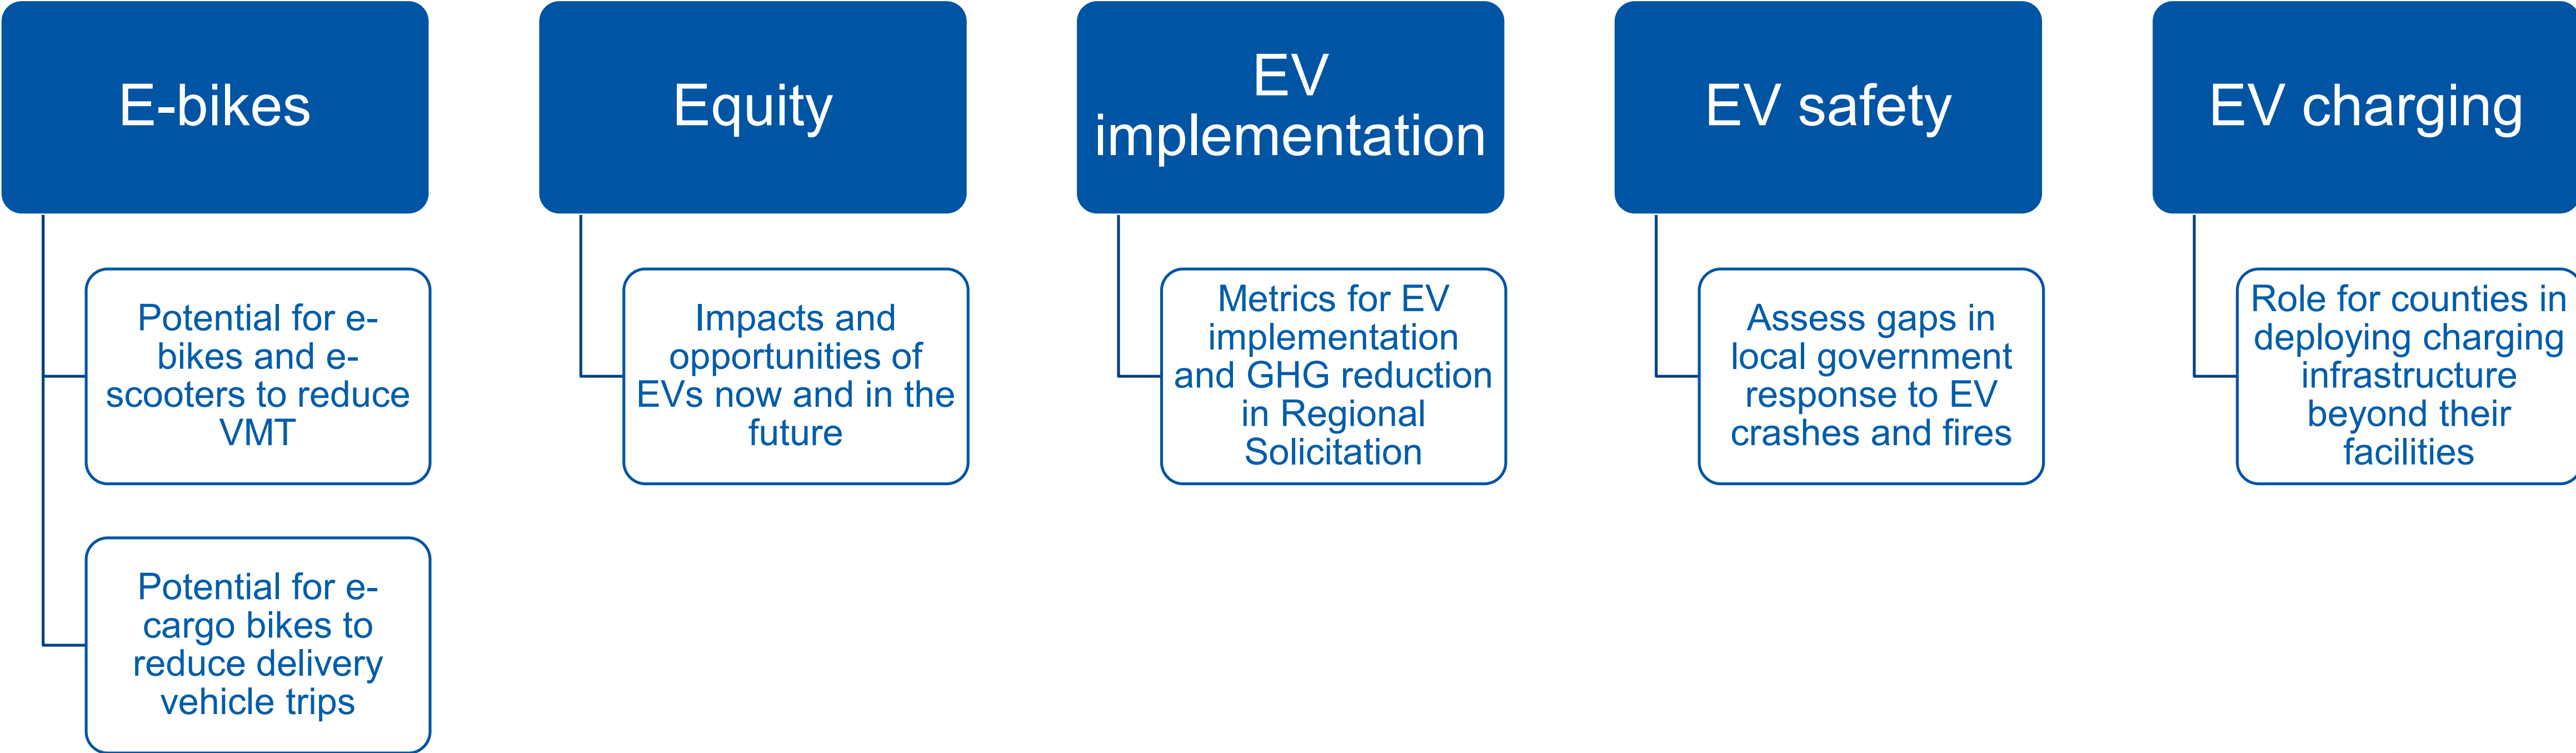 E-bikes
Potential for e-
bikes and e-
scooters to reduce
VMT
Potential for e-
cargo bikes to
reduce delivery
vehicle trips
Equity
Impacts and
opportunities of
EVs now and in the
future
EV
implementation
Metrics for EV
implementation
and GHG reduction
in Regional
Solicitation
EV safety
Assess gaps in
local government
response to EV
crashes and fires
EV charging
Role for counties in
deploying charging
infrastructure
beyond their
facilities